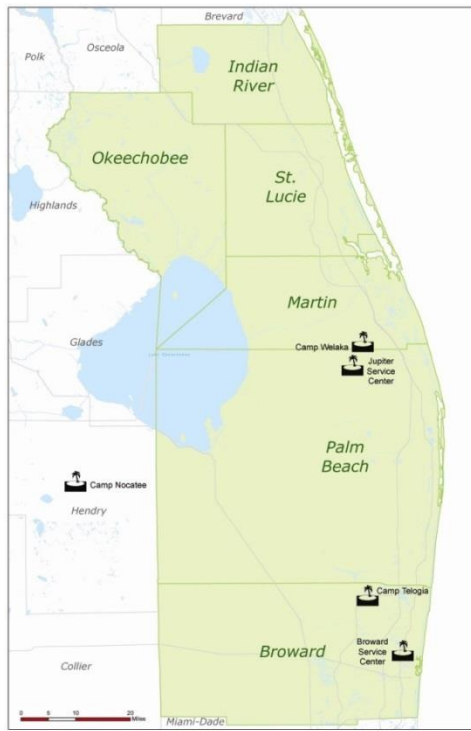 Brevard
Osceola
Polk
Indian
River
Okeechobee
St.
Lucie
Highlands
Martin
Camp Welaka
Jupiter
Service
Center
Glades
Palm
Beach
Camp Nocatee
Hendry
Camp Telogia
Broward
Service
Center
Broward
Collier
0 5 10 20
Miles
Miami-Dade